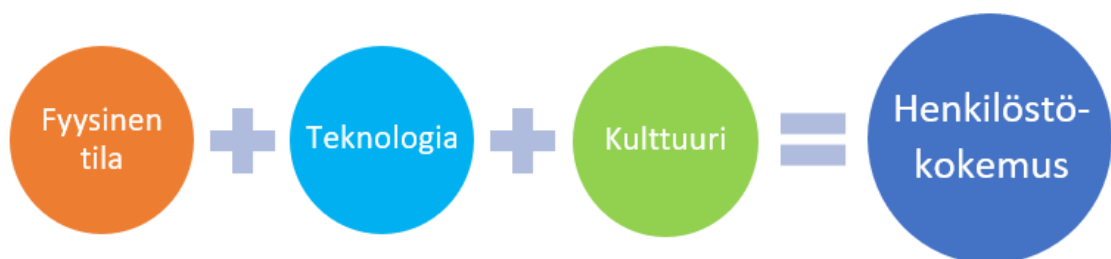 Fyysinen
tila
Teknologia
Kulttuuri
Henkilöstö-
kokemus